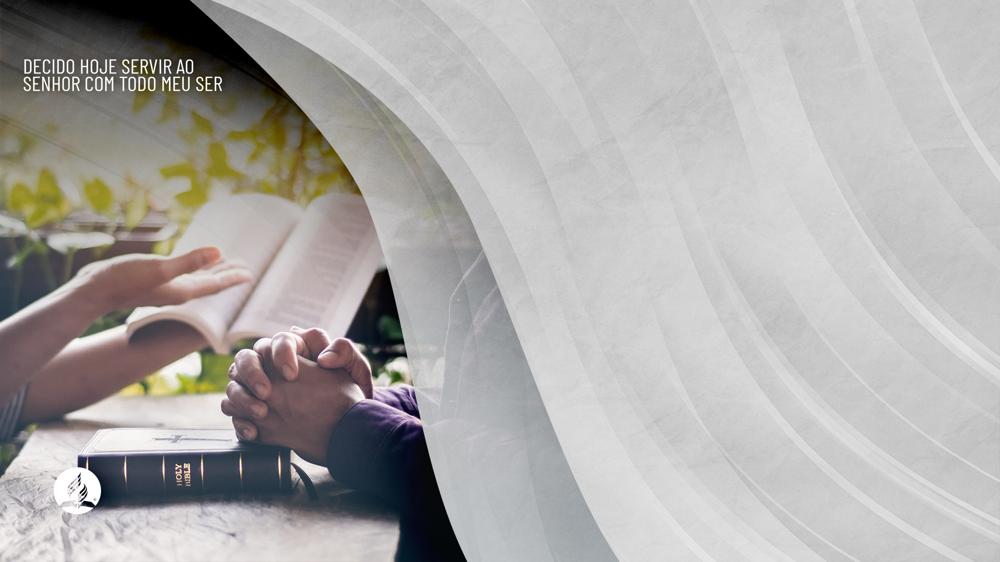 DECIDO HOJE SERVIR AO
SENHOR COM TODO MEU SER
HOLY
BIBLE
®